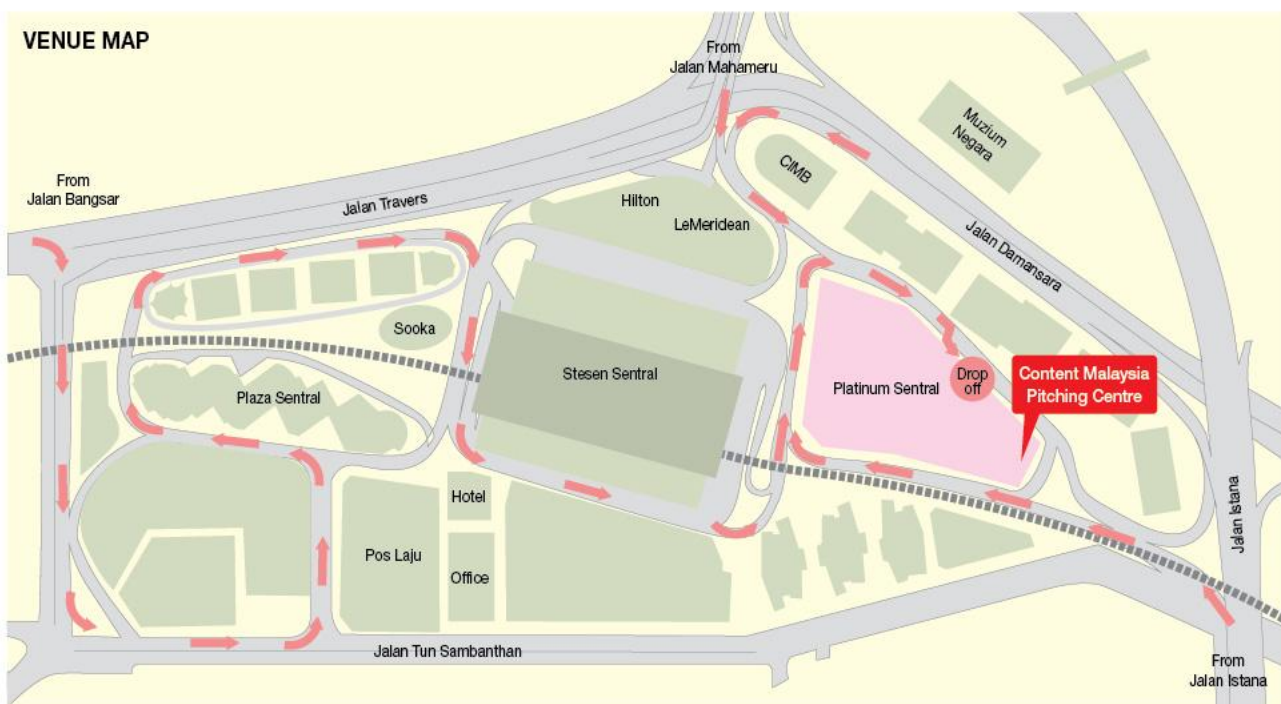 VENUE MAP
From
Jalan Mahameru
Muzium
Negara
CIMB
From
Jalan Bangsar
Jalan Travers
Hilton
LeMeridean
Jalan Damansara
Sooka
Stesen Sentral
Plaza Sentral
Platinum Sentral
Drop
off
Content Malaysia
Pitching Centre
Hotel
Pos Laju
Office
Jalan Istana
Jalan Tun Sambanthan
From
Jalan Istana